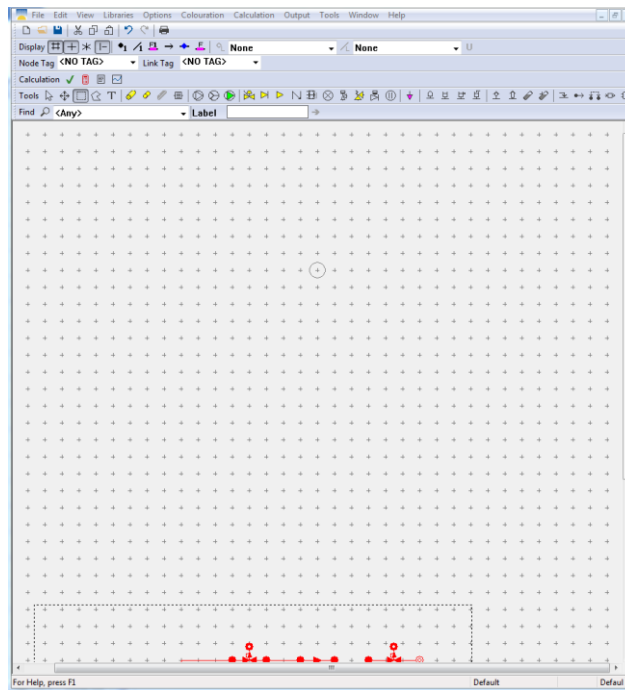 File Edit View Libraries Options Colouration Calculation Output Tools Window Help
Display None None
Node Tag <NO TAG> Link Tag <NO TAG>
Calculation
Tools T
Find <Any> Label
For Help, press F1 Default Defaul